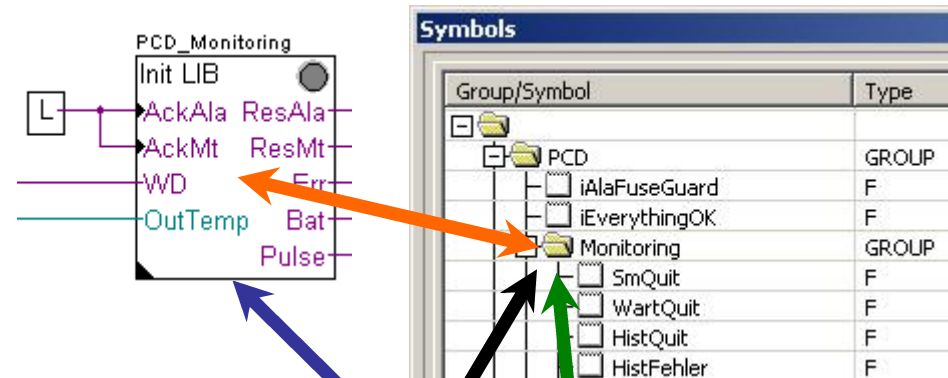 PCD_Monitoring
Init LIB
L
AckAla ResAla
AckMt ResMt
WD Err
OutTemp Bat
Pulse
Symbols
Group/Symbol Type
PCD GROUP
iAlaFuseGuard F
iEverythingOK F
Monitoring GROUP
SmQuit F
WartQuit F
HistQuit F
HistFehler F